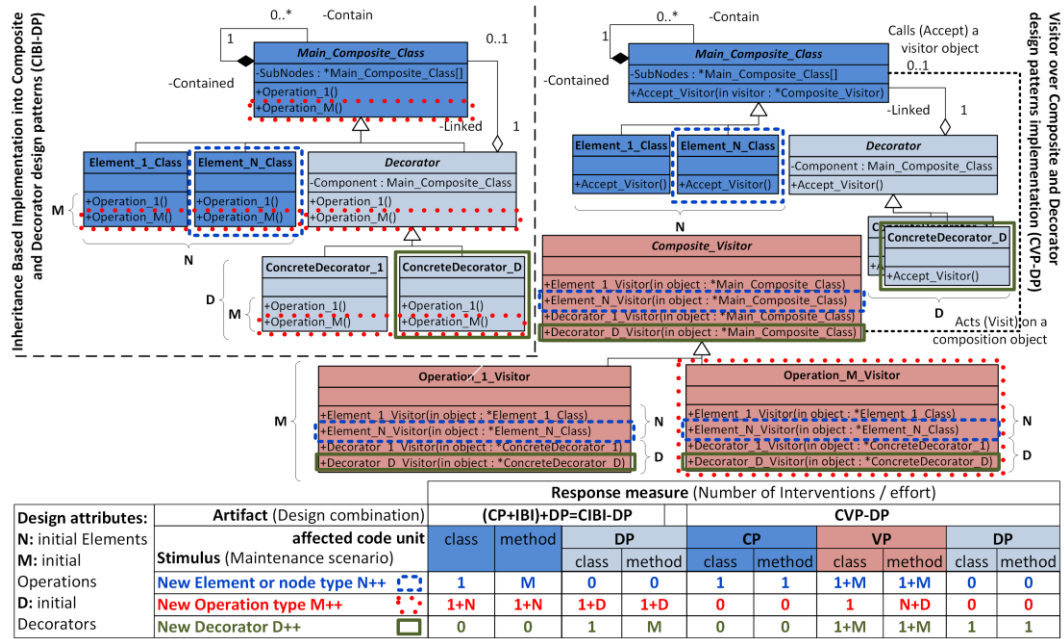 Inheritance Based Implementation into Composite
and Decorator design patterns (CIBI-DP)
0..*
-Contain
1
0..1
Main_Composite_Class
-SubNodes : *Main_Composite_Class[]
+Operation_1()
+Operation_M()
-Contained
-Linked
1
Element_1_Class
+Operation_1()
+Operation_M()
Element_N_Class
+Operation_1()
+Operation_M()
Decorator
-Component : Main_Composite_Class
+Operation_1()
+Operation_M()
M
N
ConcreteDecorator_1
+Operation_1()
+Operation_M()
ConcreteDecorator_D
+Operation_1()
+Operation_M()
D
M
Visitor over Composite and Decorator
design patterns implementation (CVP-DP)
0..*
-Contain
1
Calls (Accept) a
visitor object
0..1
Main_Composite_Class
-SubNodes : *Main_Composite_Class[]
+Accept_Visitor(in visitor : *Composite_Visitor)
-Contained
-Linked
1
Element_1_Class
+Accept_Visitor()
Element_N_Class
+Accept_Visitor()
Decorator
-Component : Main_Composite_Class
+Accept_Visitor()
N
ConcreteDecorator_D
+Accept_Visitor()
D
Composite_Visitor
+Element_1_Visitor(in object : *Main_Composite_Class)
+Element_N_Visitor(in object : *Main_Composite_Class)
+Decorator_1_Visitor(in object : *Main_Composite_Class)
+Decorator_D_Visitor(in object : *Main_Composite_Class)
Acts (Visit) on a
composition object
M
Operation_1_Visitor
+Element_1_Visitor(in object : *Element_1_Class)
+Element_N_Visitor(in object : *Element_N_Class)
+Decorator_1_Visitor(in object : *ConcreteDecorator_1)
+Decorator_D_Visitor(in object : *ConcreteDecorator_D)
N
D
Operation_M_Visitor
+Element_1_Visitor(in object : *Element_1_Class)
+Element_N_Visitor(in object : *Element_N_Class)
+Decorator_1_Visitor(in object : *ConcreteDecorator_1)
+Decorator_D_Visitor(in object : *ConcreteDecorator_D)
N
D
Response measure (Number of Interventions / effort)
Design attributes:
N: initial Elements
M: initial
Operations
D: initial
Decorators
Artifact (Design combination) (CP+IBI)+DP=CIBI-DP CVP-DP
affected code unit class method DP CP VP DP
Stimulus (Maintenance scenario) class method class method class method class method
New Element or node type N++ 1 M 0 0 1 1 1+M 1+M 0 0
New Operation type M++ 1+N 1+N 1+D 1+D 0 0 1 N+D 0 0
New Decorator D++ 0 0 1 M 0 0 1+M 1+M 1 1